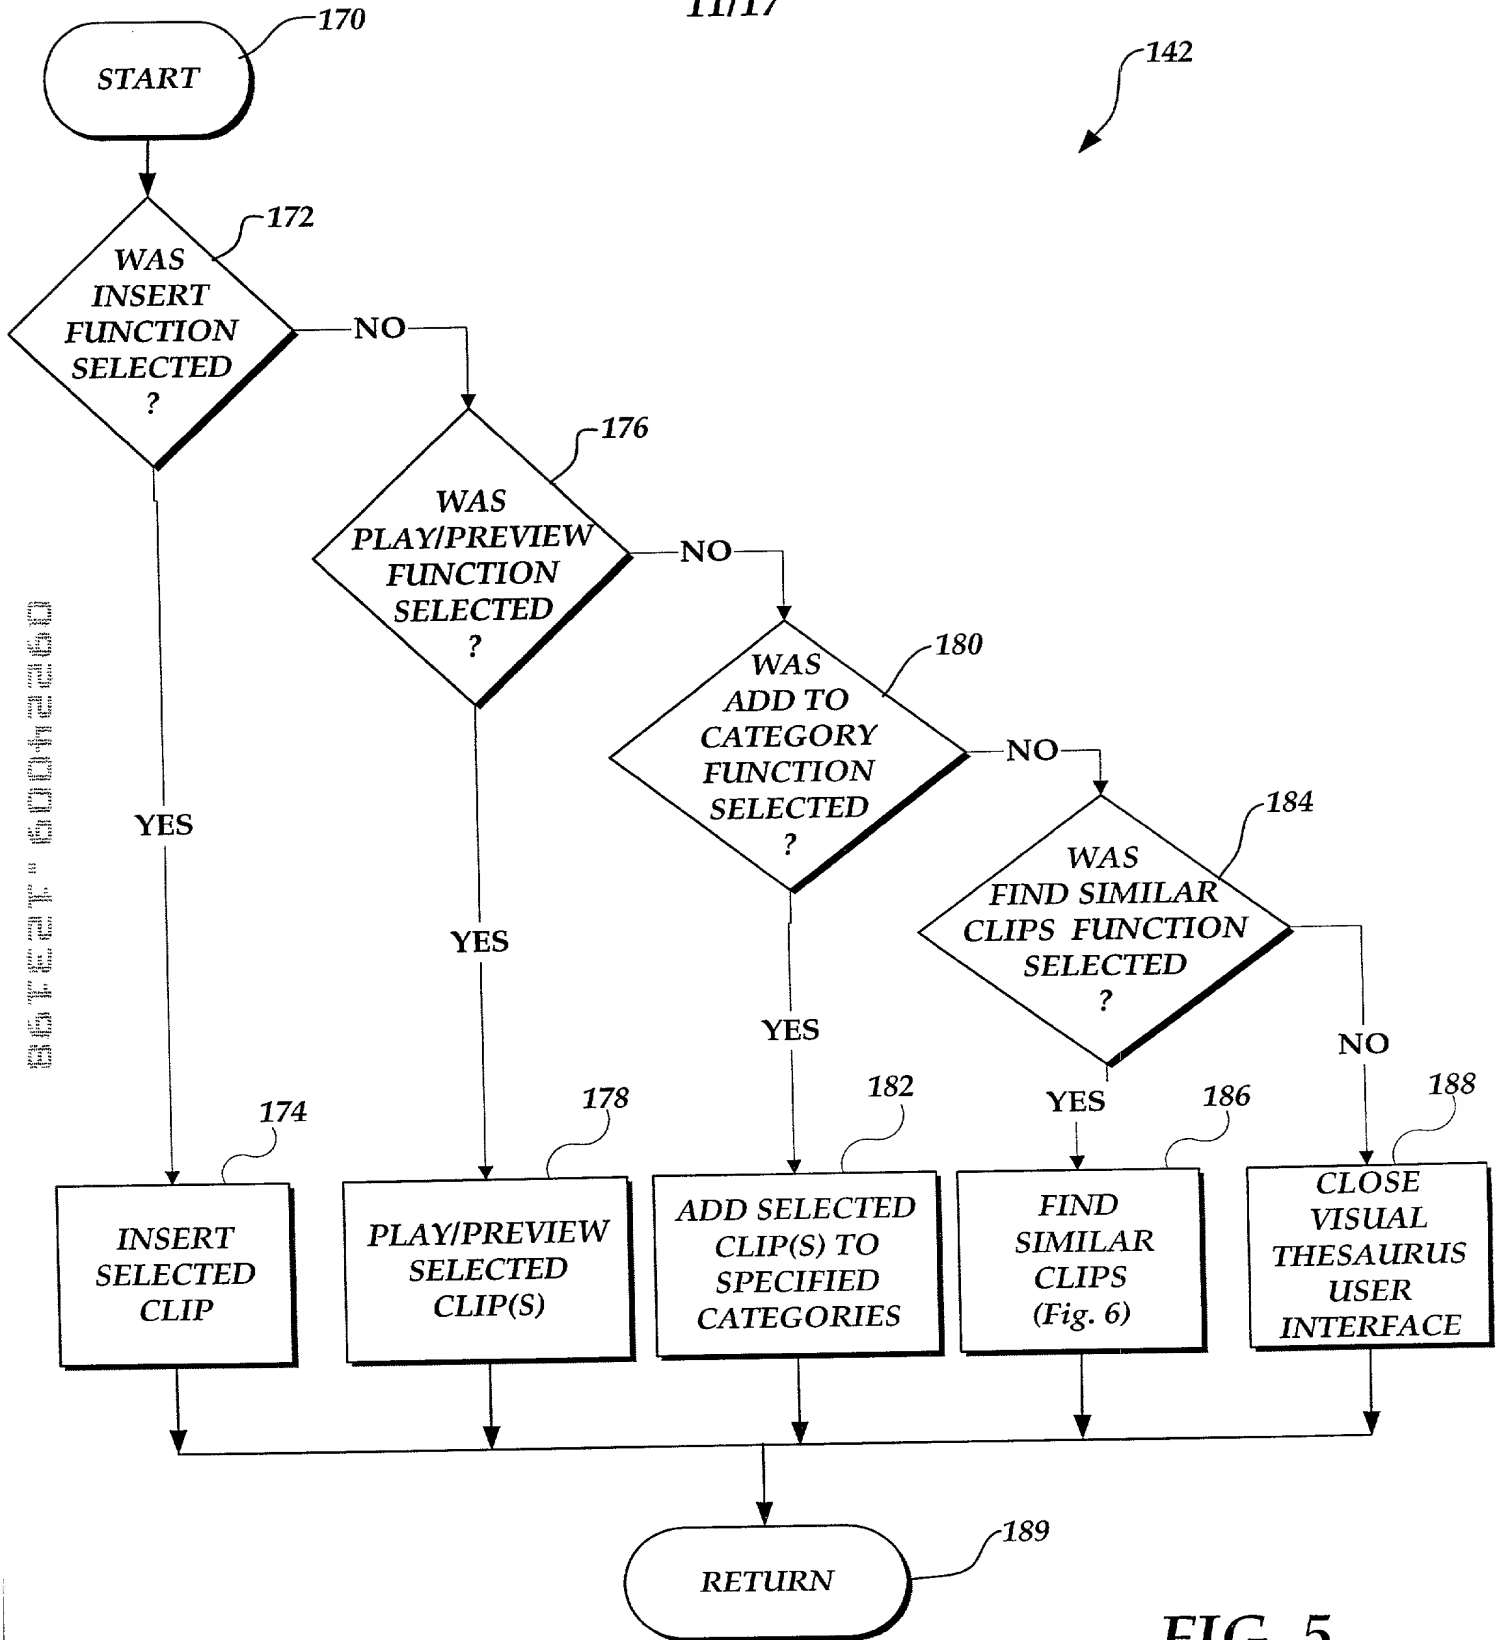 11/17
170
START
142
172
WAS
INSERT
FUNCTION
SELECTED
?
NO
176
WAS
PLAY/PREVIEW
FUNCTION
SELECTED
?
NO
180
WAS
ADD TO
CATEGORY
FUNCTION
SELECTED
?
NO
184
WAS
FIND SIMILAR
CLIPS FUNCTION
SELECTED
?
NO
YES
YES
YES
YES
174
INSERT
SELECTED
CLIP
178
PLAY/PREVIEW
SELECTED
CLIP(S)
182
ADD SELECTED
CLIP(S) TO
SPECIFIED
CATEGORIES
186
FIND
SIMILAR
CLIPS
(Fig. 6)
188
CLOSE
VISUAL
THESAURUS
USER
INTERFACE
189
RETURN
FIG. 5